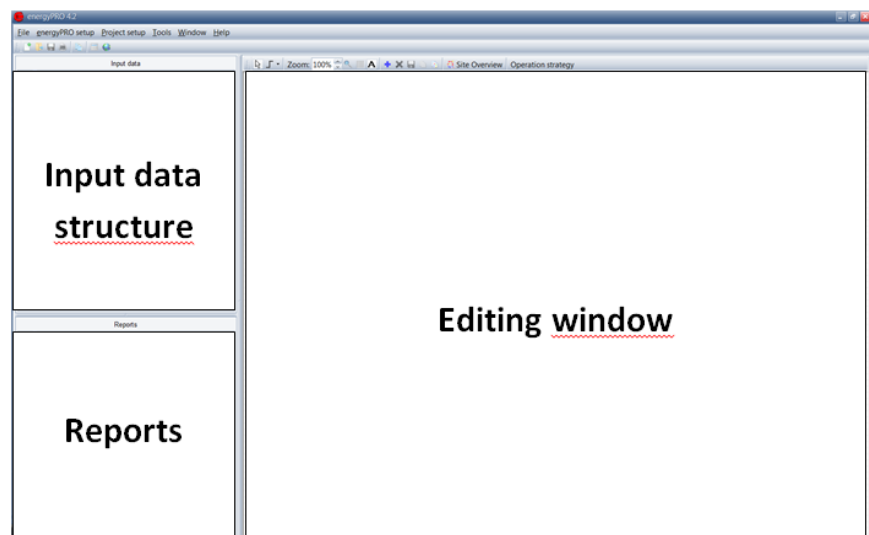 energyPRO 4.2
File energyPRO setup Project setup Tools Window Help
Input data
Zoom: 100% A Site Overview Operation strategy
Input data
structure
Editing window
Reports
Reports